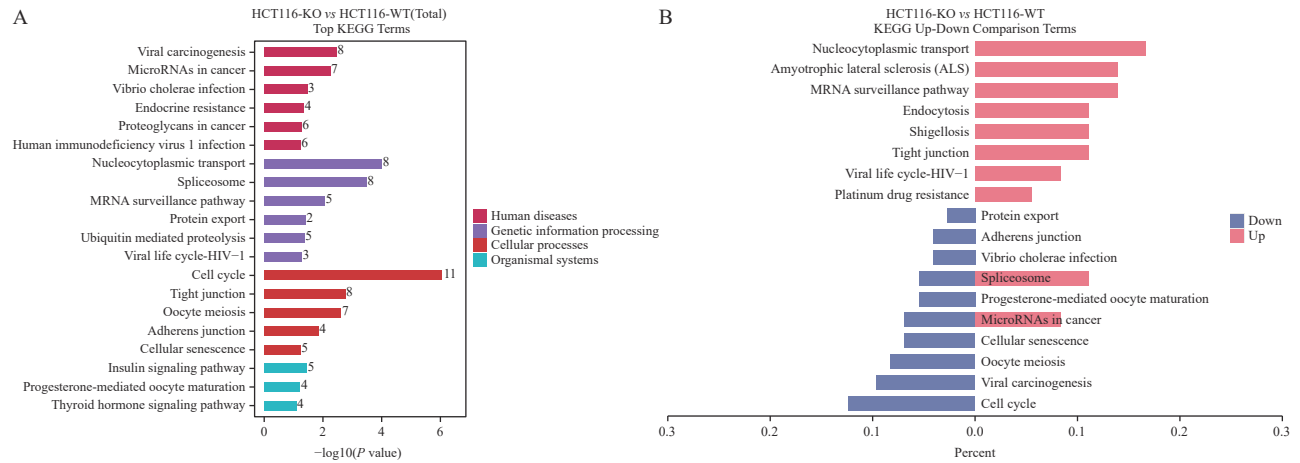 A
HCT116-KO vs HCT116-WT(Total)
Top KEGG Terms
Viral carcinogenesis 8
MicroRNAs in cancer 7
Vibrio cholerae infection 3
Endocrine resistance 4
Proteoglycans in cancer 6
Human immunodeficiency virus 1 infection 6
Nucleocytoplasmic transport 8
Spliceosome 8
MRNA surveillance pathway 5
Protein export 2
Ubiquitin mediated proteolysis 5
Viral life cycle-HIV−1 3
Cell cycle 11
Tight junction 8
Oocyte meiosis 7
Adherens junction 4
Cellular senescence 5
Insulin signaling pathway 5
Progesterone-mediated oocyte maturation 4
Thyroid hormone signaling pathway 4
0 2 4 6
−log10(P value)
Human diseases
Genetic information processing
Cellular processes
Organismal systems
B
HCT116-KO vs HCT116-WT
KEGG Up-Down Comparison Terms
Nucleocytoplasmic transport
Amyotrophic lateral sclerosis (ALS)
MRNA surveillance pathway
Endocytosis
Shigellosis
Tight junction
Viral life cycle-HIV−1
Platinum drug resistance
Protein export
Adherens junction
Vibrio cholerae infection
Spliceosome
Progesterone-mediated oocyte maturation
MicroRNAs in cancer
Cellular senescence
Oocyte meiosis
Viral carcinogenesis
Cell cycle
0.3 0.2 0.1 0.0 0.1 0.2 0.3
Percent
Down
Up